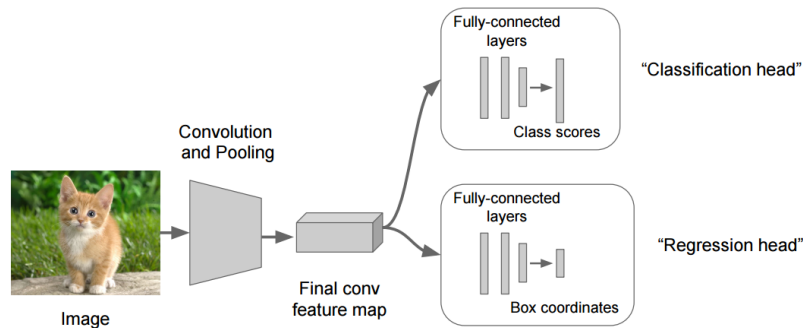 Fully-connected
layers
"Classification head"
Class scores
Convolution
and Pooling
Fully-connected
layers
"Regression head"
Final conv
feature map
Box coordinates
Image